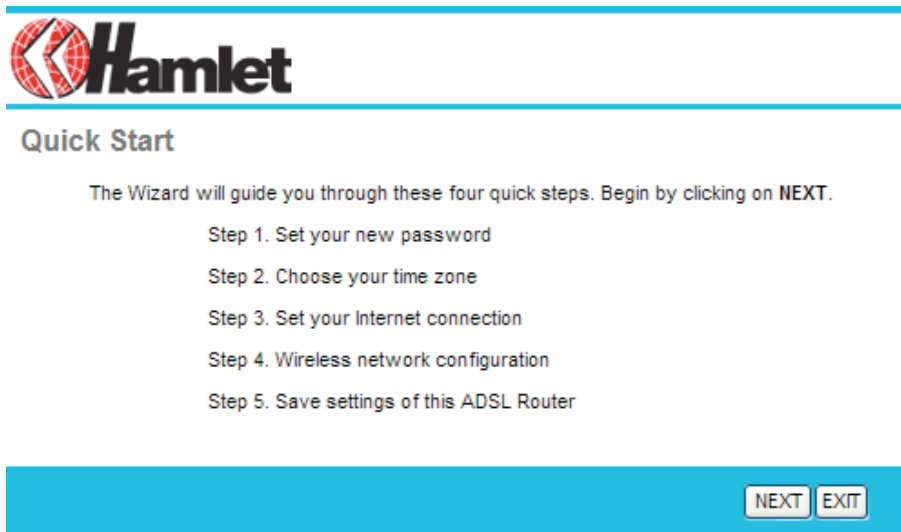 Hamlet
Quick Start
The Wizard will guide you through these four quick steps. Begin by clicking on NEXT.
Step 1. Set your new password
Step 2. Choose your time zone
Step 3. Set your Internet connection
Step 4. Wireless network configuration
Step 5. Save settings of this ADSL Router
NEXT EXIT